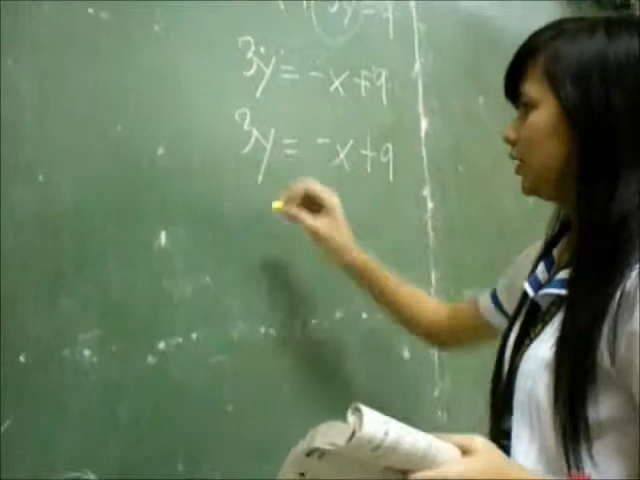 3y = -x+9
3y = -x+9